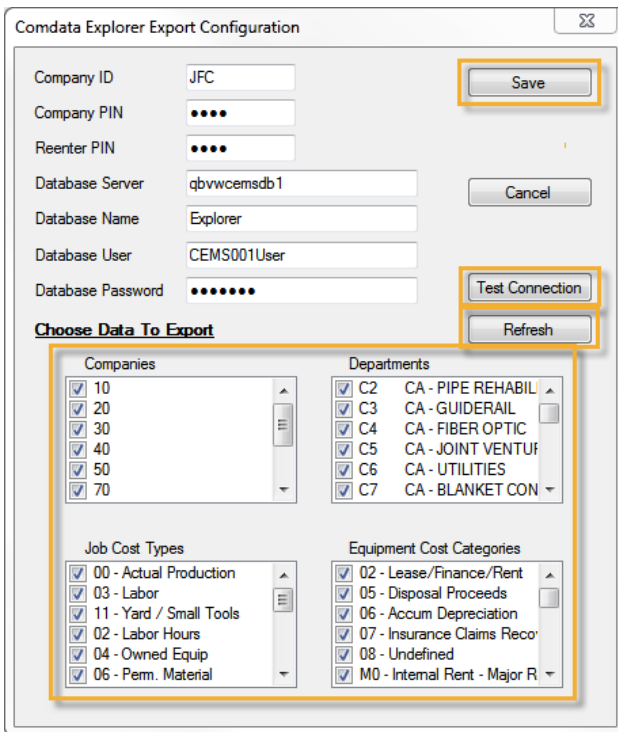 Comdata Explorer Export Configuration
Company ID JFC Save
Company PIN ●●●●
Reenter PIN ●●●●
Database Server qbvwcemsdb1 Cancel
Database Name Explorer
Database User CEMS001User
Database Password ●●●●●●● Test Connection
Choose Data To Export Refresh
Companies Departments
10 C2 CA - PIPE REHABIL
20 C3 CA - GUIDERAIL
30 C4 CA - FIBER OPTIC
40 C5 CA - JOINT VENTUR
50 C6 CA - UTILITIES
70 C7 CA - BLANKET CON
Job Cost Types Equipment Cost Categories
00 - Actual Production 02 - Lease/Finance/Rent
03 - Labor 05 - Disposal Proceeds
11 - Yard / Small Tools 06 - Accum Depreciation
02 - Labor Hours 07 - Insurance Claims Recov
04 - Owned Equip 08 - Undefined
06 - Perm. Material M0 - Internal Rent - Major R